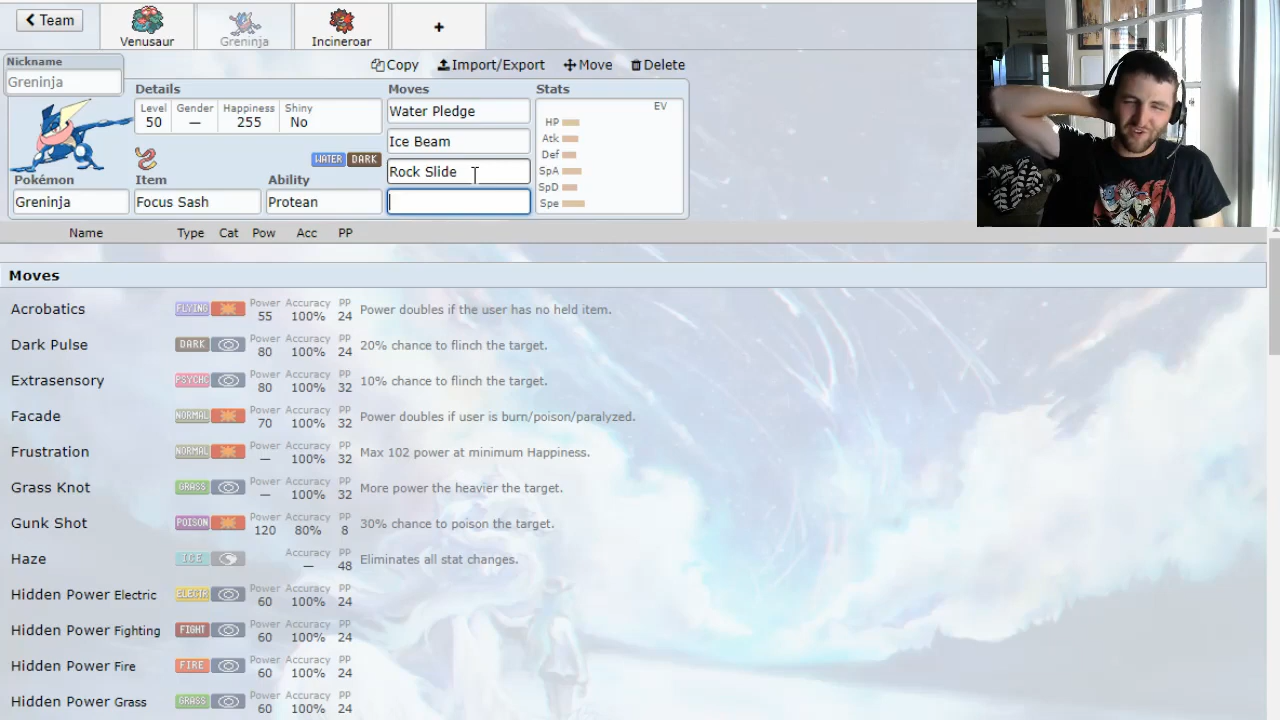 Team
Venusaur Greninja Incineroar +
Nickname
Greninja
Copy Import/Export Move Delete
Details Moves Stats
Level Gender Happiness Shiny
50 — 255 No
Water Pledge
Ice Beam
Rock Slide
EV
HP
Atk
Def
SpA
SpD
Spe
WATER DARK
Pokémon Item Ability
Greninja Focus Sash Protean
Name Type Cat Pow Acc PP
Moves
Acrobatics FLYING Power 55 Accuracy 100% PP 24 Power doubles if the user has no held item.
Dark Pulse DARK Power 80 Accuracy 100% PP 24 20% chance to flinch the target.
Extrasensory PSYCHC Power 80 Accuracy 100% PP 32 10% chance to flinch the target.
Facade NORMAL Power 70 Accuracy 100% PP 32 Power doubles if user is burn/poison/paralyzed.
Frustration NORMAL Power — Accuracy 100% PP 32 Max 102 power at minimum Happiness.
Grass Knot GRASS Power — Accuracy 100% PP 32 More power the heavier the target.
Gunk Shot POISON Power 120 Accuracy 80% PP 8 30% chance to poison the target.
Haze ICE Accuracy — PP 48 Eliminates all stat changes.
Hidden Power Electric ELECTR Power 60 Accuracy 100% PP 24
Hidden Power Fighting FIGHT Power 60 Accuracy 100% PP 24
Hidden Power Fire FIRE Power 60 Accuracy 100% PP 24
Hidden Power Grass GRASS Power 60 Accuracy 100% PP 24